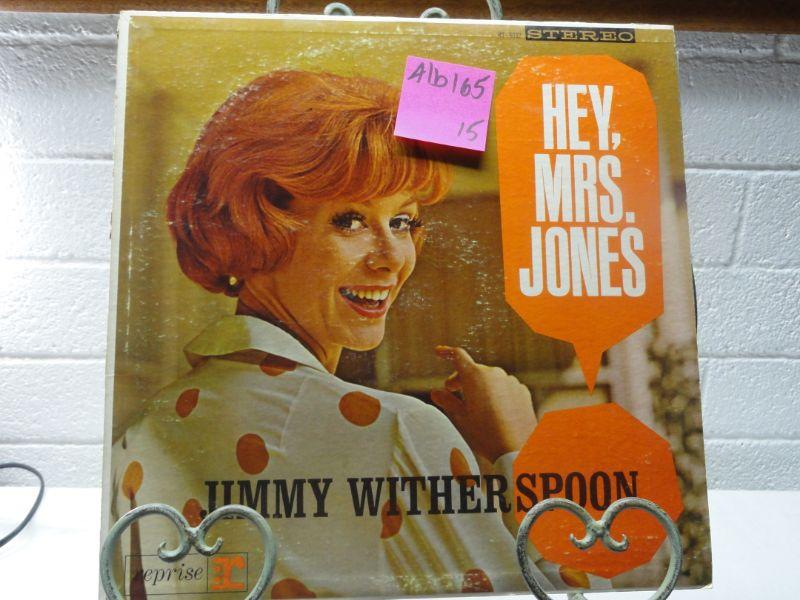 STEREO
Alb165
15
HEY,
MRS.
JONES
JIMMY WITHERSPOON
reprise r